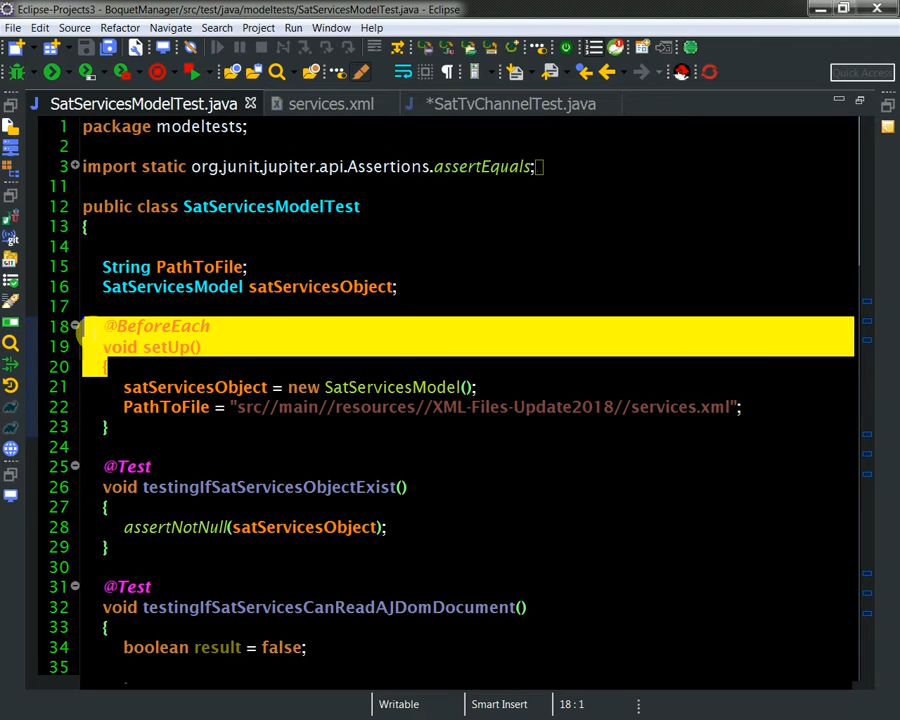 Eclipse-Projects3 - BoquetManager/src/test/java/modeltests/SatServicesModelTest.java - Eclipse
File Edit Source Refactor Navigate Search Project Run Window Help
Quick Access
SatServicesModelTest.java services.xml *SatTvChannelTest.java
1 package modeltests;
2
3 import static org.junit.jupiter.api.Assertions.assertEquals;
11
12 public class SatServicesModelTest
13 {
14
15 String PathToFile;
16 SatServicesModel satServicesObject;
17
18 @BeforeEach
19 void setUp()
20 {
21 satServicesObject = new SatServicesModel();
22 PathToFile = "src//main//resources//XML-Files-Update2018//services.xml";
23 }
24
25 @Test
26 void testingIfSatServicesObjectExist()
27 {
28 assertNotNull(satServicesObject);
29 }
30
31 @Test
32 void testingIfSatServicesCanReadAJDomDocument()
33 {
34 boolean result = false;
35
Writable Smart Insert 18 : 1